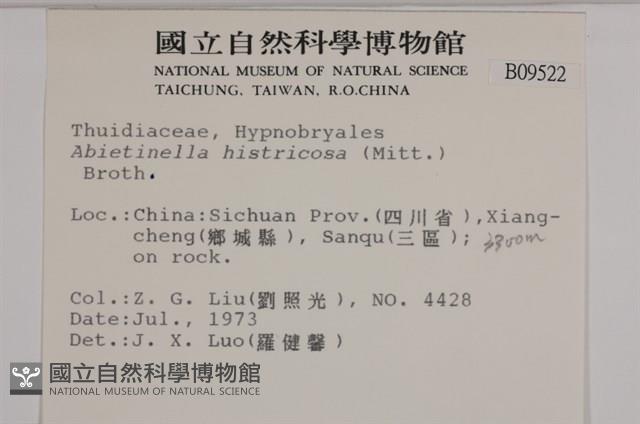 國立自然科學博物館
NATIONAL MUSEUM OF NATURAL SCIENCE
TAICHUNG, TAIWAN, R.O.CHINA
B09522
Thuidiaceae, Hypnobryales
Abietinella histricosa (Mitt.)
Broth.
Loc.:China:Sichuan Prov.(四川省),Xiang-
cheng(鄉城縣), Sanqu(三區); 3300m
on rock.
Col.:Z. G. Liu(劉照光), NO. 4428
Date:Jul., 1973
Det.:J. X. Luo(羅健馨)
國立自然科學博物館
NATIONAL MUSEUM OF NATURAL SCIENCE